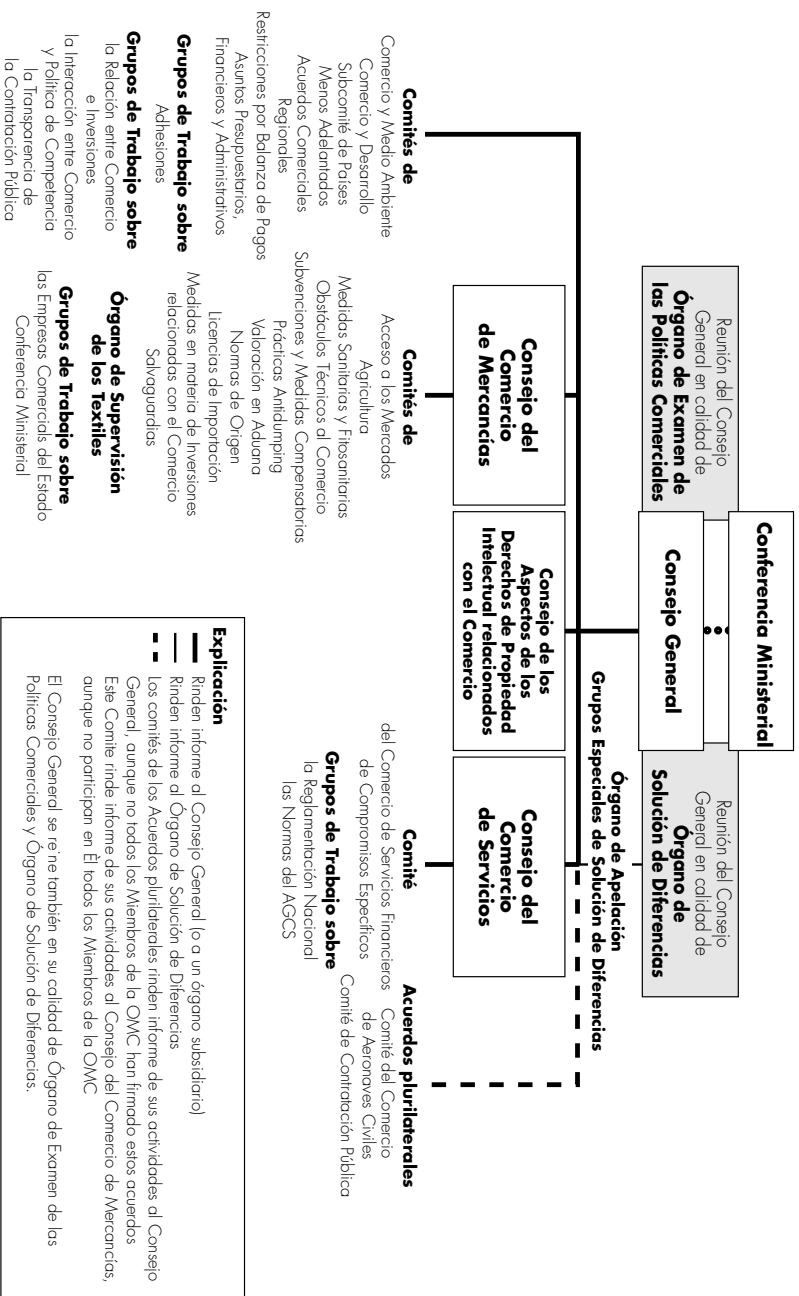 Conferencia Ministerial
Consejo General
Reunión del Consejo
General en calidad de
Órgano de Examen de
las Políticas Comerciales
Reunión del Consejo
General en calidad de
Órgano de
Solución de Diferencias
Órgano de Apelación
Grupos Especiales de Solución de Diferencias
Consejo del
Comercio
de Mercancías
Consejo de los
Aspectos de los
Derechos de Propiedad
Intelectual relacionados
con el Comercio
Consejo del
Comercio
de Servicios
Comités de
Comercio y Medio Ambiente
Comercio y Desarrollo
Subcomité de Países
Menos Adelantados
Acuerdos Comerciales
Regionales
Restricciones por Balanza de Pagos
Asuntos Presupuestarios,
Financieros y Administrativos
Grupos de Trabajo sobre
Adhesiones
Grupos de Trabajo sobre
la Relación entre Comercio
e Inversiones
la Interacción entre Comercio
y Política de Competencia
la Transparencia de
la Contratación Pública
Comités de
Acceso a los Mercados
Agricultura
Medidas Sanitarias y Fitosanitarias
Obstáculos Técnicos al Comercio
Subvenciones y Medidas Compensatorias
Prácticas Antidumping
Valoración en Aduana
Normas de Origen
Licencias de Importación
Medidas en materia de Inversiones
relacionadas con el Comercio
Salvaguardias
Órgano de Supervisión
de los Textiles
Grupos de Trabajo sobre
las Empresas Comercials del Estado
Conferencia Ministerial
Comité
del Comercio de Servicios Financieros
de Compromisos Específicos
Grupos de Trabajo sobre
la Reglamentación Nacional
las Normas del AGCS
Acuerdos plurilaterales
Comité del Comercio
de Aeronaves Civiles
Comité de Contratación Pública
Explicación
Rinden informe al Consejo General (o a un órgano subsidiario)
Rinden informe al Órgano de Solución de Diferencias
Los comités de los Acuerdos plurilaterales rinden informe de sus actividades al Consejo
General, aunque no todos los Miembros de la OMC han firmado estos acuerdos
Este Comite rinde informe de sus actividades al Consejo del Comercio de Mercancías,
aunque no participan en Él todos los Miembros de la OMC
El Consejo General se re˙ne también en su calidad de Órgano de Examen de las
Políticas Comerciales y Órgano de Solución de Diferencias.